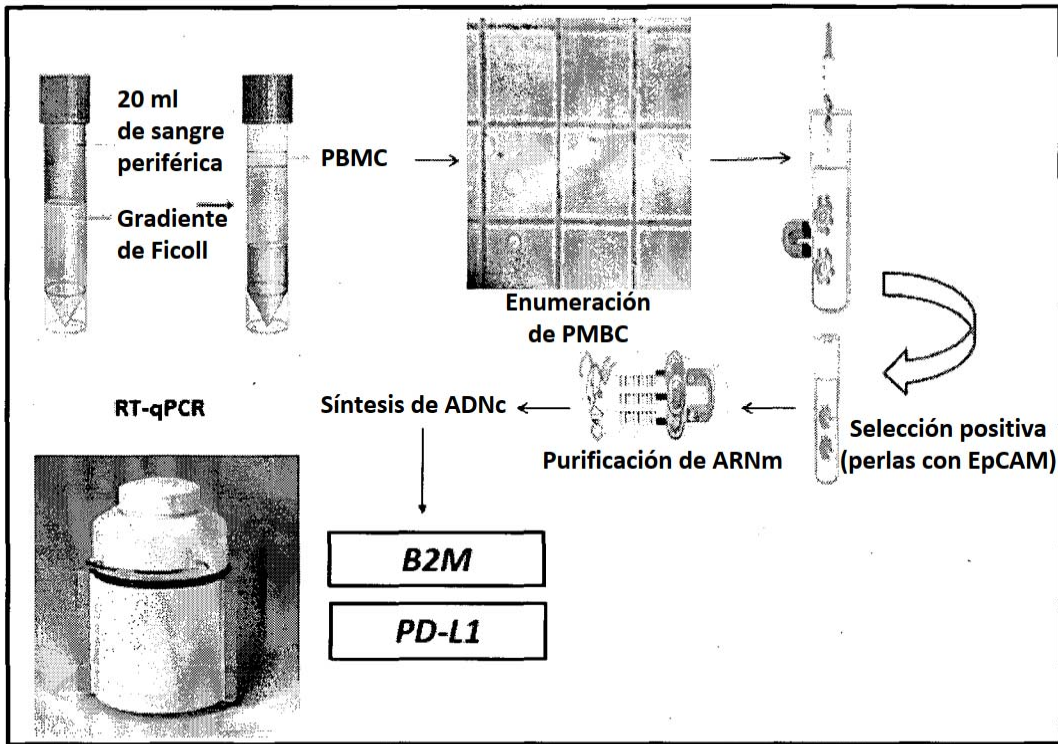 20 ml
de sangre
periférica
Gradiente
de Ficoll
PBMC
Enumeración
de PMBC
Selección positiva
(perlas con EpCAM)
Purificación de ARNm
Síntesis de ADNc
RT-qPCR
B2M
PD-L1